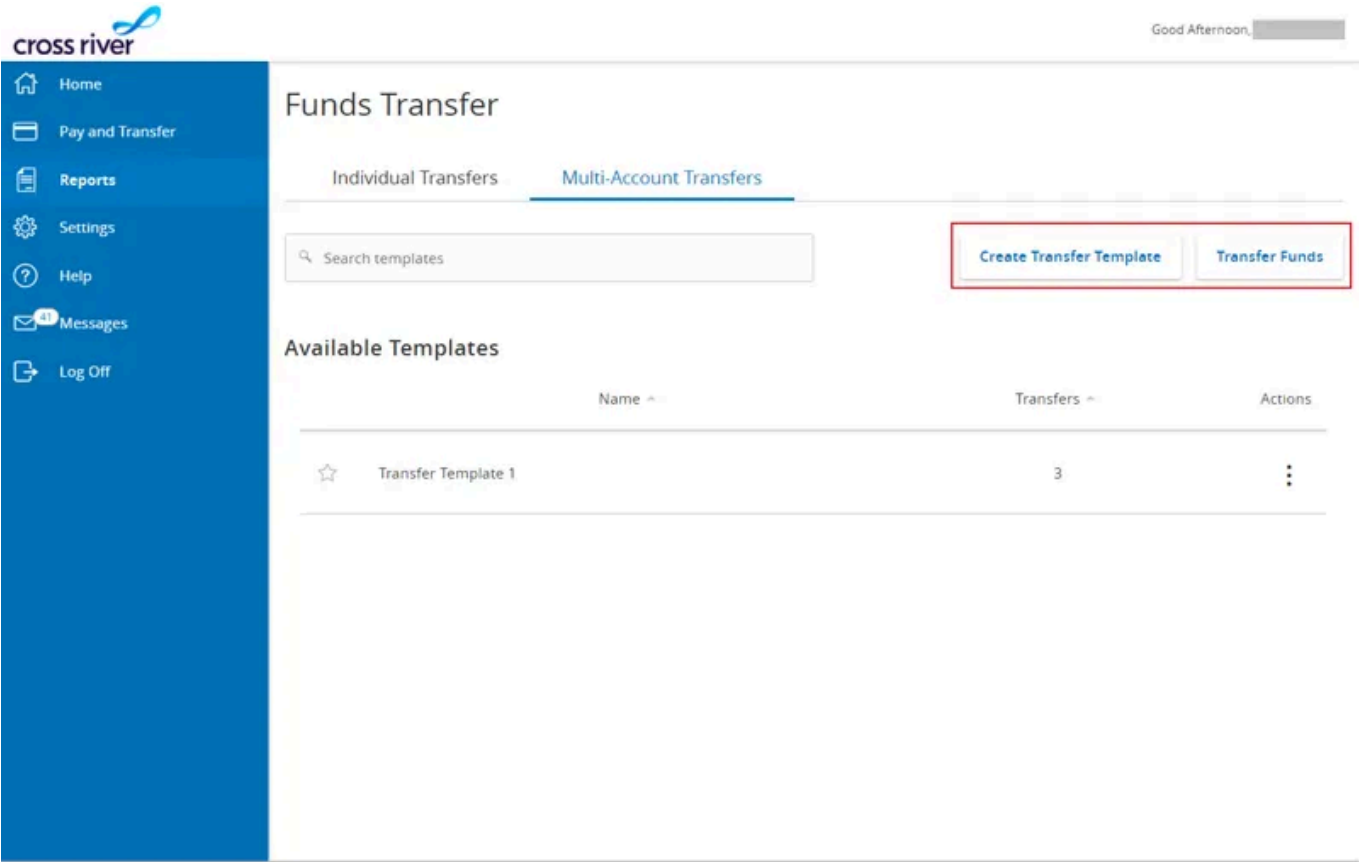 cross river
Good Afternoon,
Home
Pay and Transfer
Reports
Settings
Help
41
Messages
Log Off
Funds Transfer
Individual Transfers
Multi-Account Transfers
Search templates
Create Transfer Template
Transfer Funds
Available Templates
Name
Transfers
Actions
Transfer Template 1
3